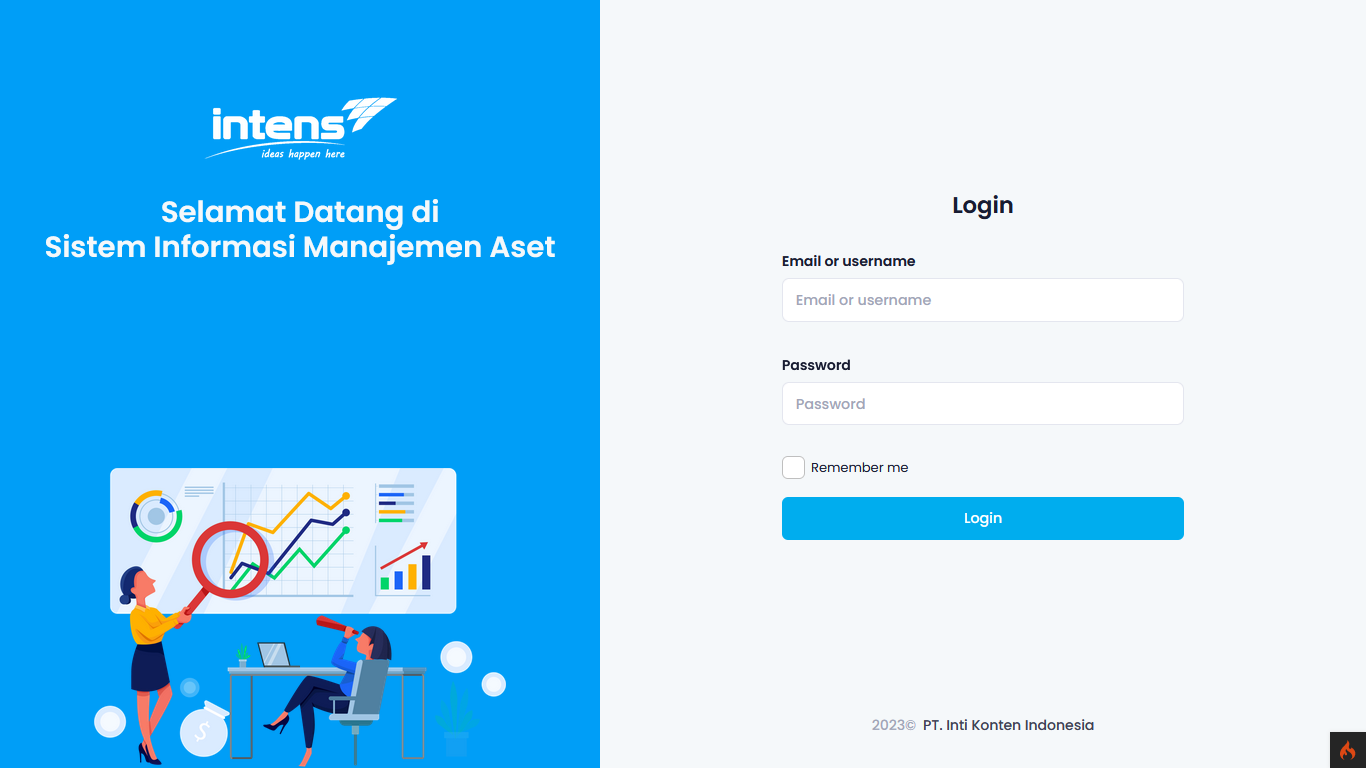 intens
ideas happen here
Selamat Datang di
Sistem Informasi Manajemen Aset
Login
Email or username
Email or username
Password
Password
Remember me
Login
2023© PT. Inti Konten Indonesia
$